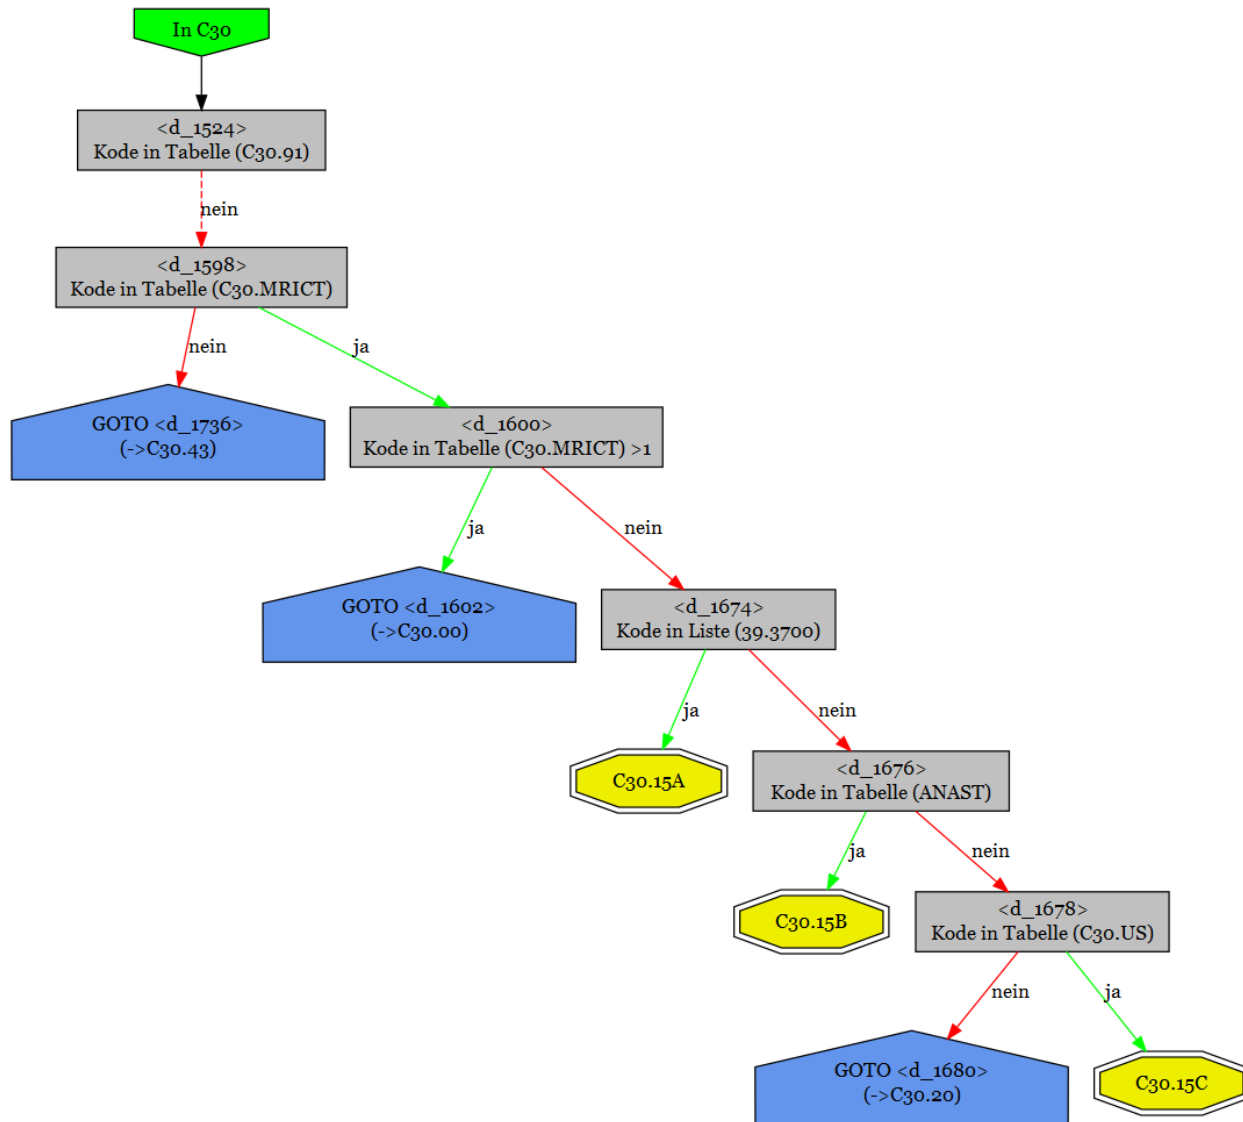 In C30
<d_1524>
Kode in Tabelle (C30.91)
nein
<d_1598>
Kode in Tabelle (C30.MRICT)
nein
ja
GOTO <d_1736>
(->C30.43)
<d_1600>
Kode in Tabelle (C30.MRICT) >1
ja
nein
GOTO <d_1602>
(->C30.00)
<d_1674>
Kode in Liste (39.3700)
ja
nein
C30.15A
<d_1676>
Kode in Tabelle (ANAST)
ja
nein
C30.15B
<d_1678>
Kode in Tabelle (C30.US)
nein
ja
GOTO <d_1680>
(->C30.20)
C30.15C